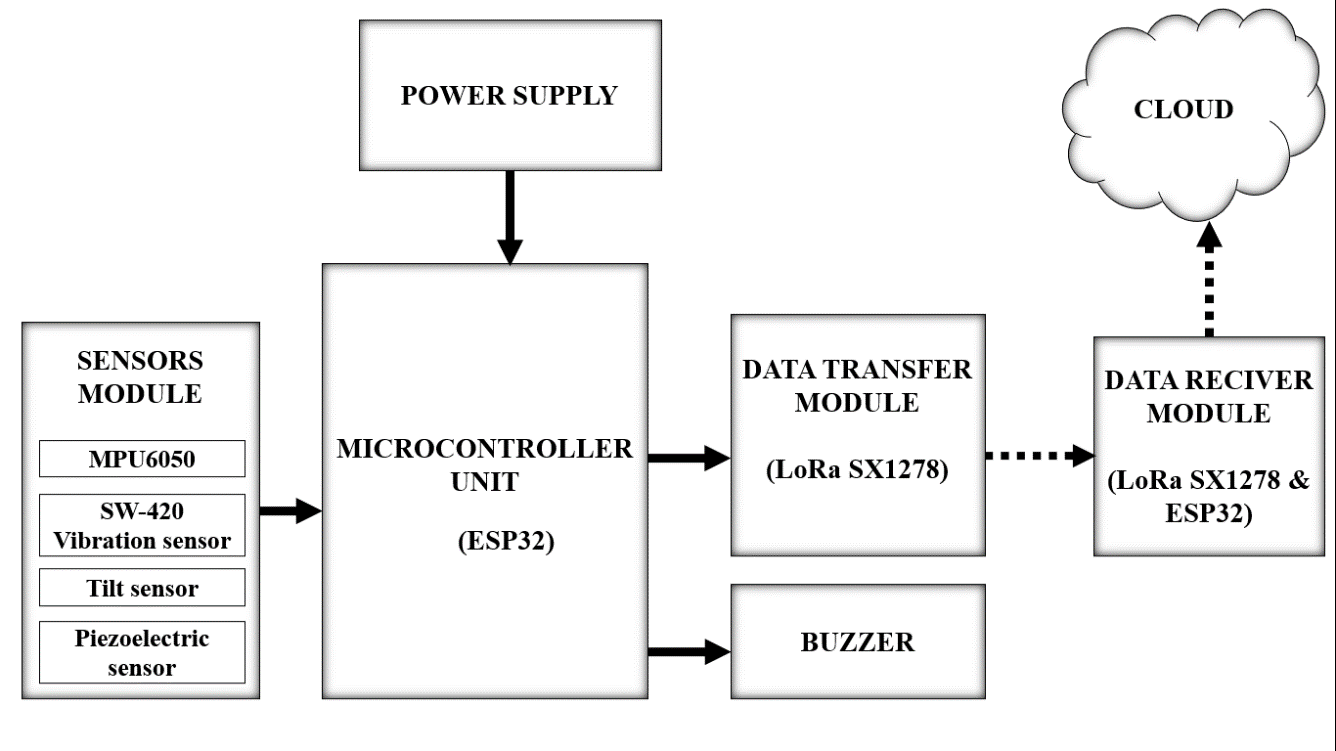 POWER SUPPLY
CLOUD
SENSORS
MODULE
MPU6050
SW-420
Vibration sensor
Tilt sensor
Piezoelectric
sensor
MICROCONTROLLER
UNIT
(ESP32)
DATA TRANSFER
MODULE
(LoRa SX1278)
BUZZER
DATA RECIVER
MODULE
(LoRa SX1278 &
ESP32)